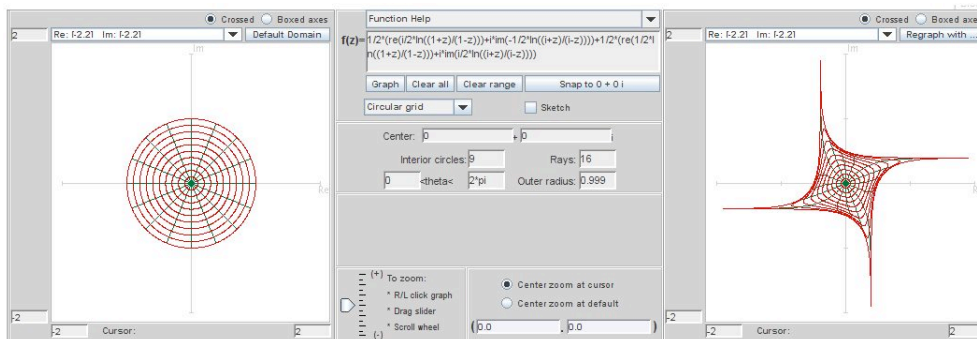 Crossed Boxed axes
2 Re: [-2.2] Im: [-2.2] Default Domain
Im
Re
-2
-2 Cursor: 2
Function Help
f(z)= 1/2*(re(i/2*ln((1+z)/(1-z)))+i*im(-1/2*ln((i+z)/(i-z))))+1/2*(re(1/2*l
n((1+z)/(1-z)))+i*im(i/2*ln((i+z)/(i-z))))
Graph Clear all Clear range Snap to 0 + 0 i
Circular grid Sketch
Center: 0 + 0 i
Interior circles: 9 Rays: 16
0 <theta< 2*pi Outer radius: 0.999
(+) To zoom:
* R/L click graph
* Drag slider
* Scroll wheel
(-)
Center zoom at cursor
Center zoom at default
( 0.0 , 0.0 )
Crossed Boxed axes
2 Re: [-2.2] Im: [-2.2] Regraph with ...
Im
-2
-2 Cursor: 2